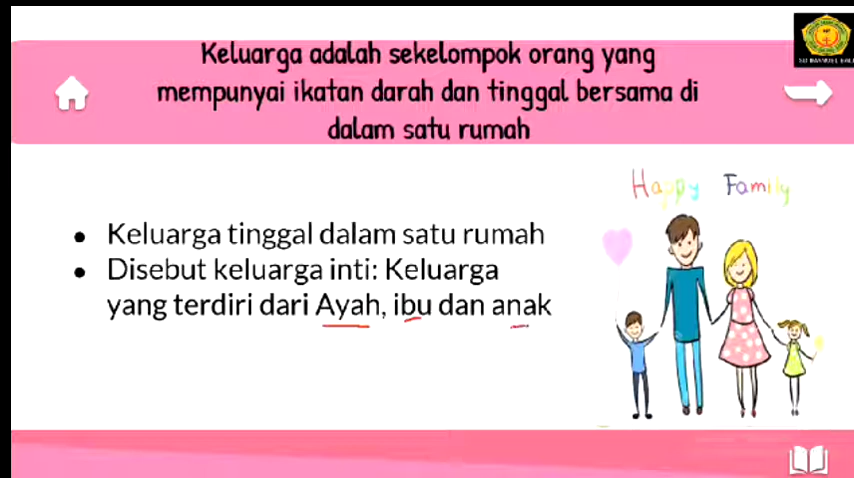 Keluarga adalah sekelompok orang yang
mempunyai ikatan darah dan tinggal bersama di
dalam satu rumah
Happy Family
• Keluarga tinggal dalam satu rumah
• Disebut keluarga inti: Keluarga
yang terdiri dari Ayah, ibu dan anak